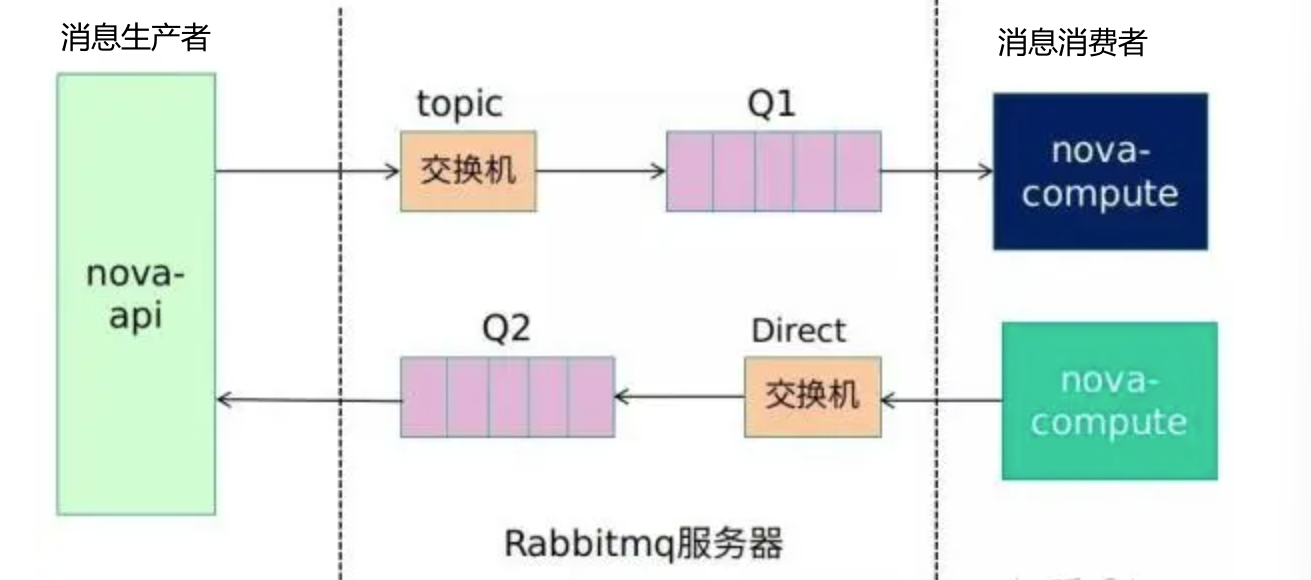 消息生产者
消息消费者
topic
Q1
交换机
nova-
compute
nova-
api
Q2
Direct
交换机
nova-
compute
Rabbitmq服务器